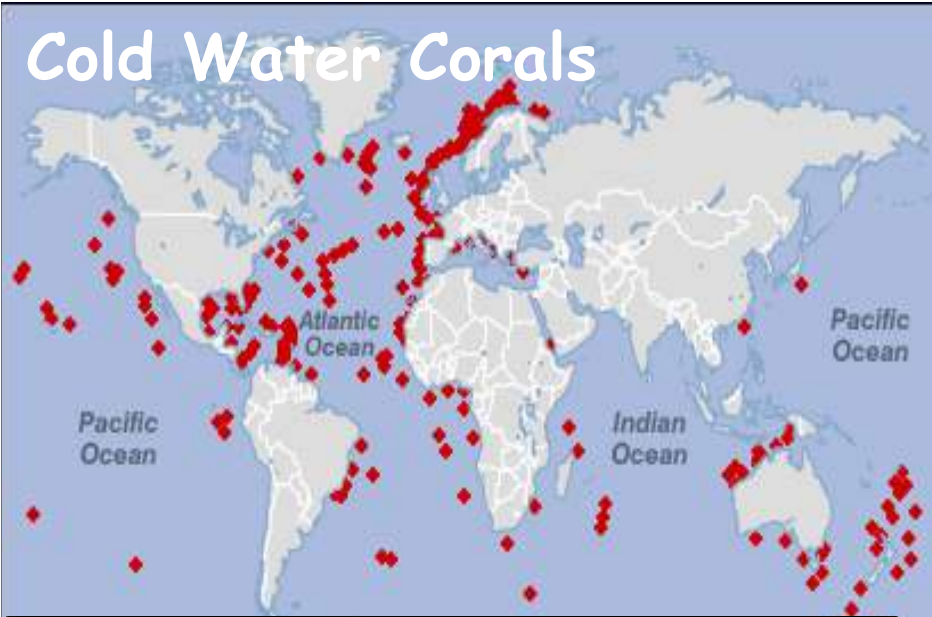 Cold Water Corals
Atlantic
Ocean
Pacific
Ocean
Pacific
Ocean
Indian
Ocean